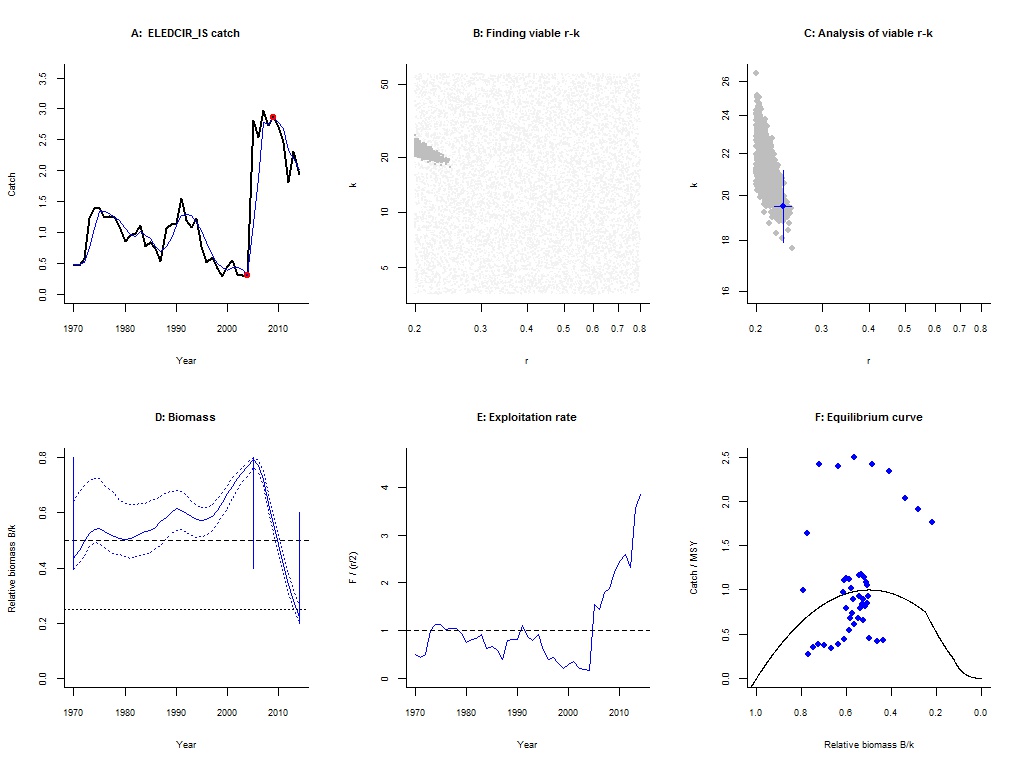 A: ELEDCIR_IS catch
B: Finding viable r-k
C: Analysis of viable r-k
Catch
0.0 0.5 1.0 1.5 2.0 2.5 3.0 3.5
1970 1980 1990 2000 2010
Year
k
5 10 20 50
0.2 0.3 0.4 0.5 0.6 0.7 0.8
r
k
16 18 20 22 24 26
0.2 0.3 0.4 0.5 0.6 0.7 0.8
r
D: Biomass
E: Exploitation rate
F: Equilibrium curve
Relative biomass B/k
0.0 0.2 0.4 0.6 0.8
1970 1980 1990 2000 2010
Year
F / (r/2)
0 1 2 3 4
1970 1980 1990 2000 2010
Year
Catch / MSY
0.0 0.5 1.0 1.5 2.0 2.5
1.0 0.8 0.6 0.4 0.2 0.0
Relative biomass B/k